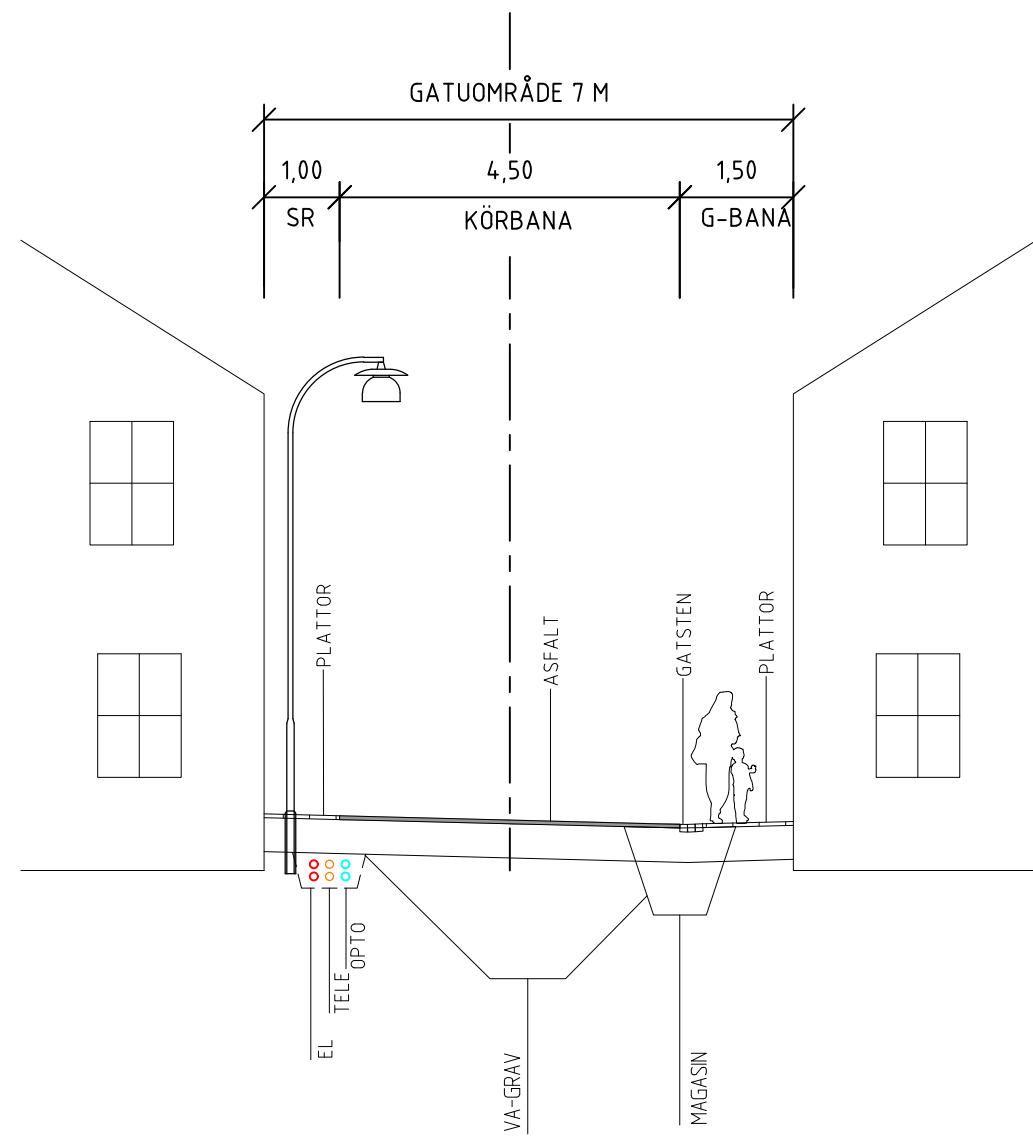 GATUOMRÅDE 7 M
1,00
4,50
1,50
SR
KÖRBANA
G-BANA
PLATTOR
ASFALT
GATSTEN
PLATTOR
EL
TELE
OPTO
VA-GRAV
MAGASIN